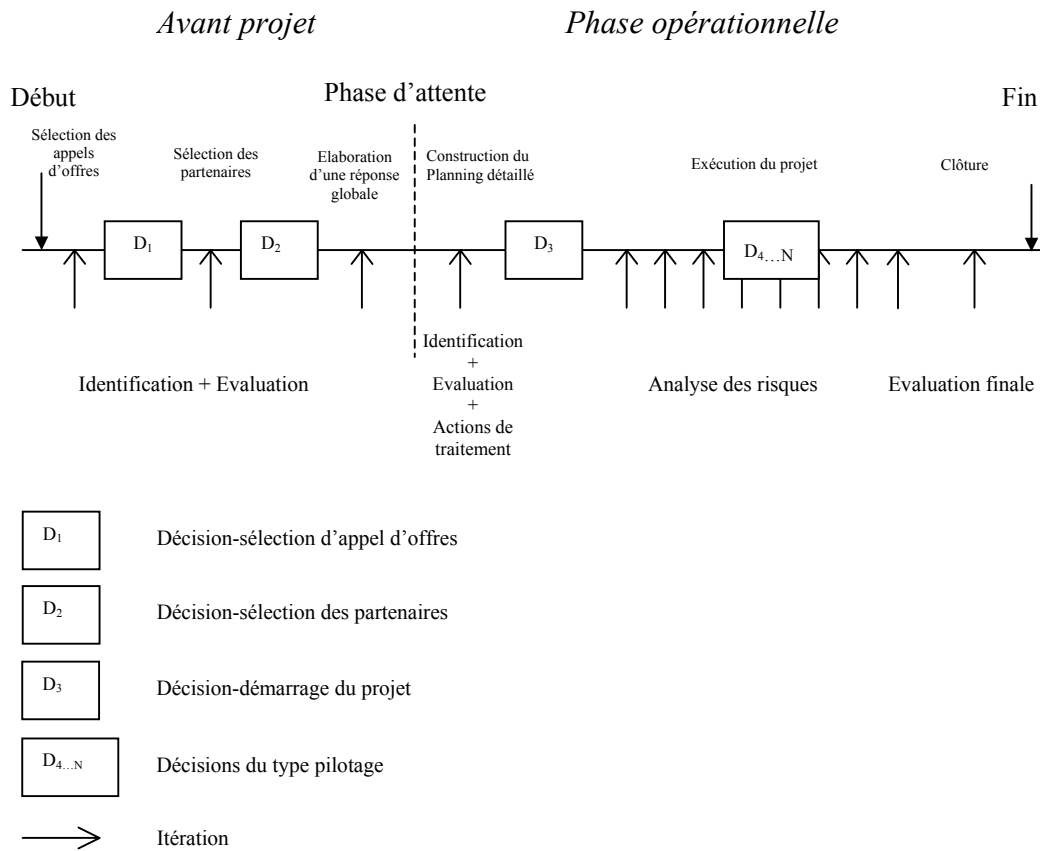 Avant projet
Phase opérationnelle
Début
Phase d'attente
Fin
Sélection des
appels
d'offres
Sélection des
partenaires
Elaboration
d'une réponse
globale
Construction du
Planning détaillé
Exécution du projet
Clôture
D1
D2
D3
D4…N
Identification + Evaluation
Identification
+
Evaluation
+
Actions de
traitement
Analyse des risques
Evaluation finale
D1
Décision-sélection d'appel d'offres
D2
Décision-sélection des partenaires
D3
Décision-démarrage du projet
D4…N
Décisions du type pilotage
Itération